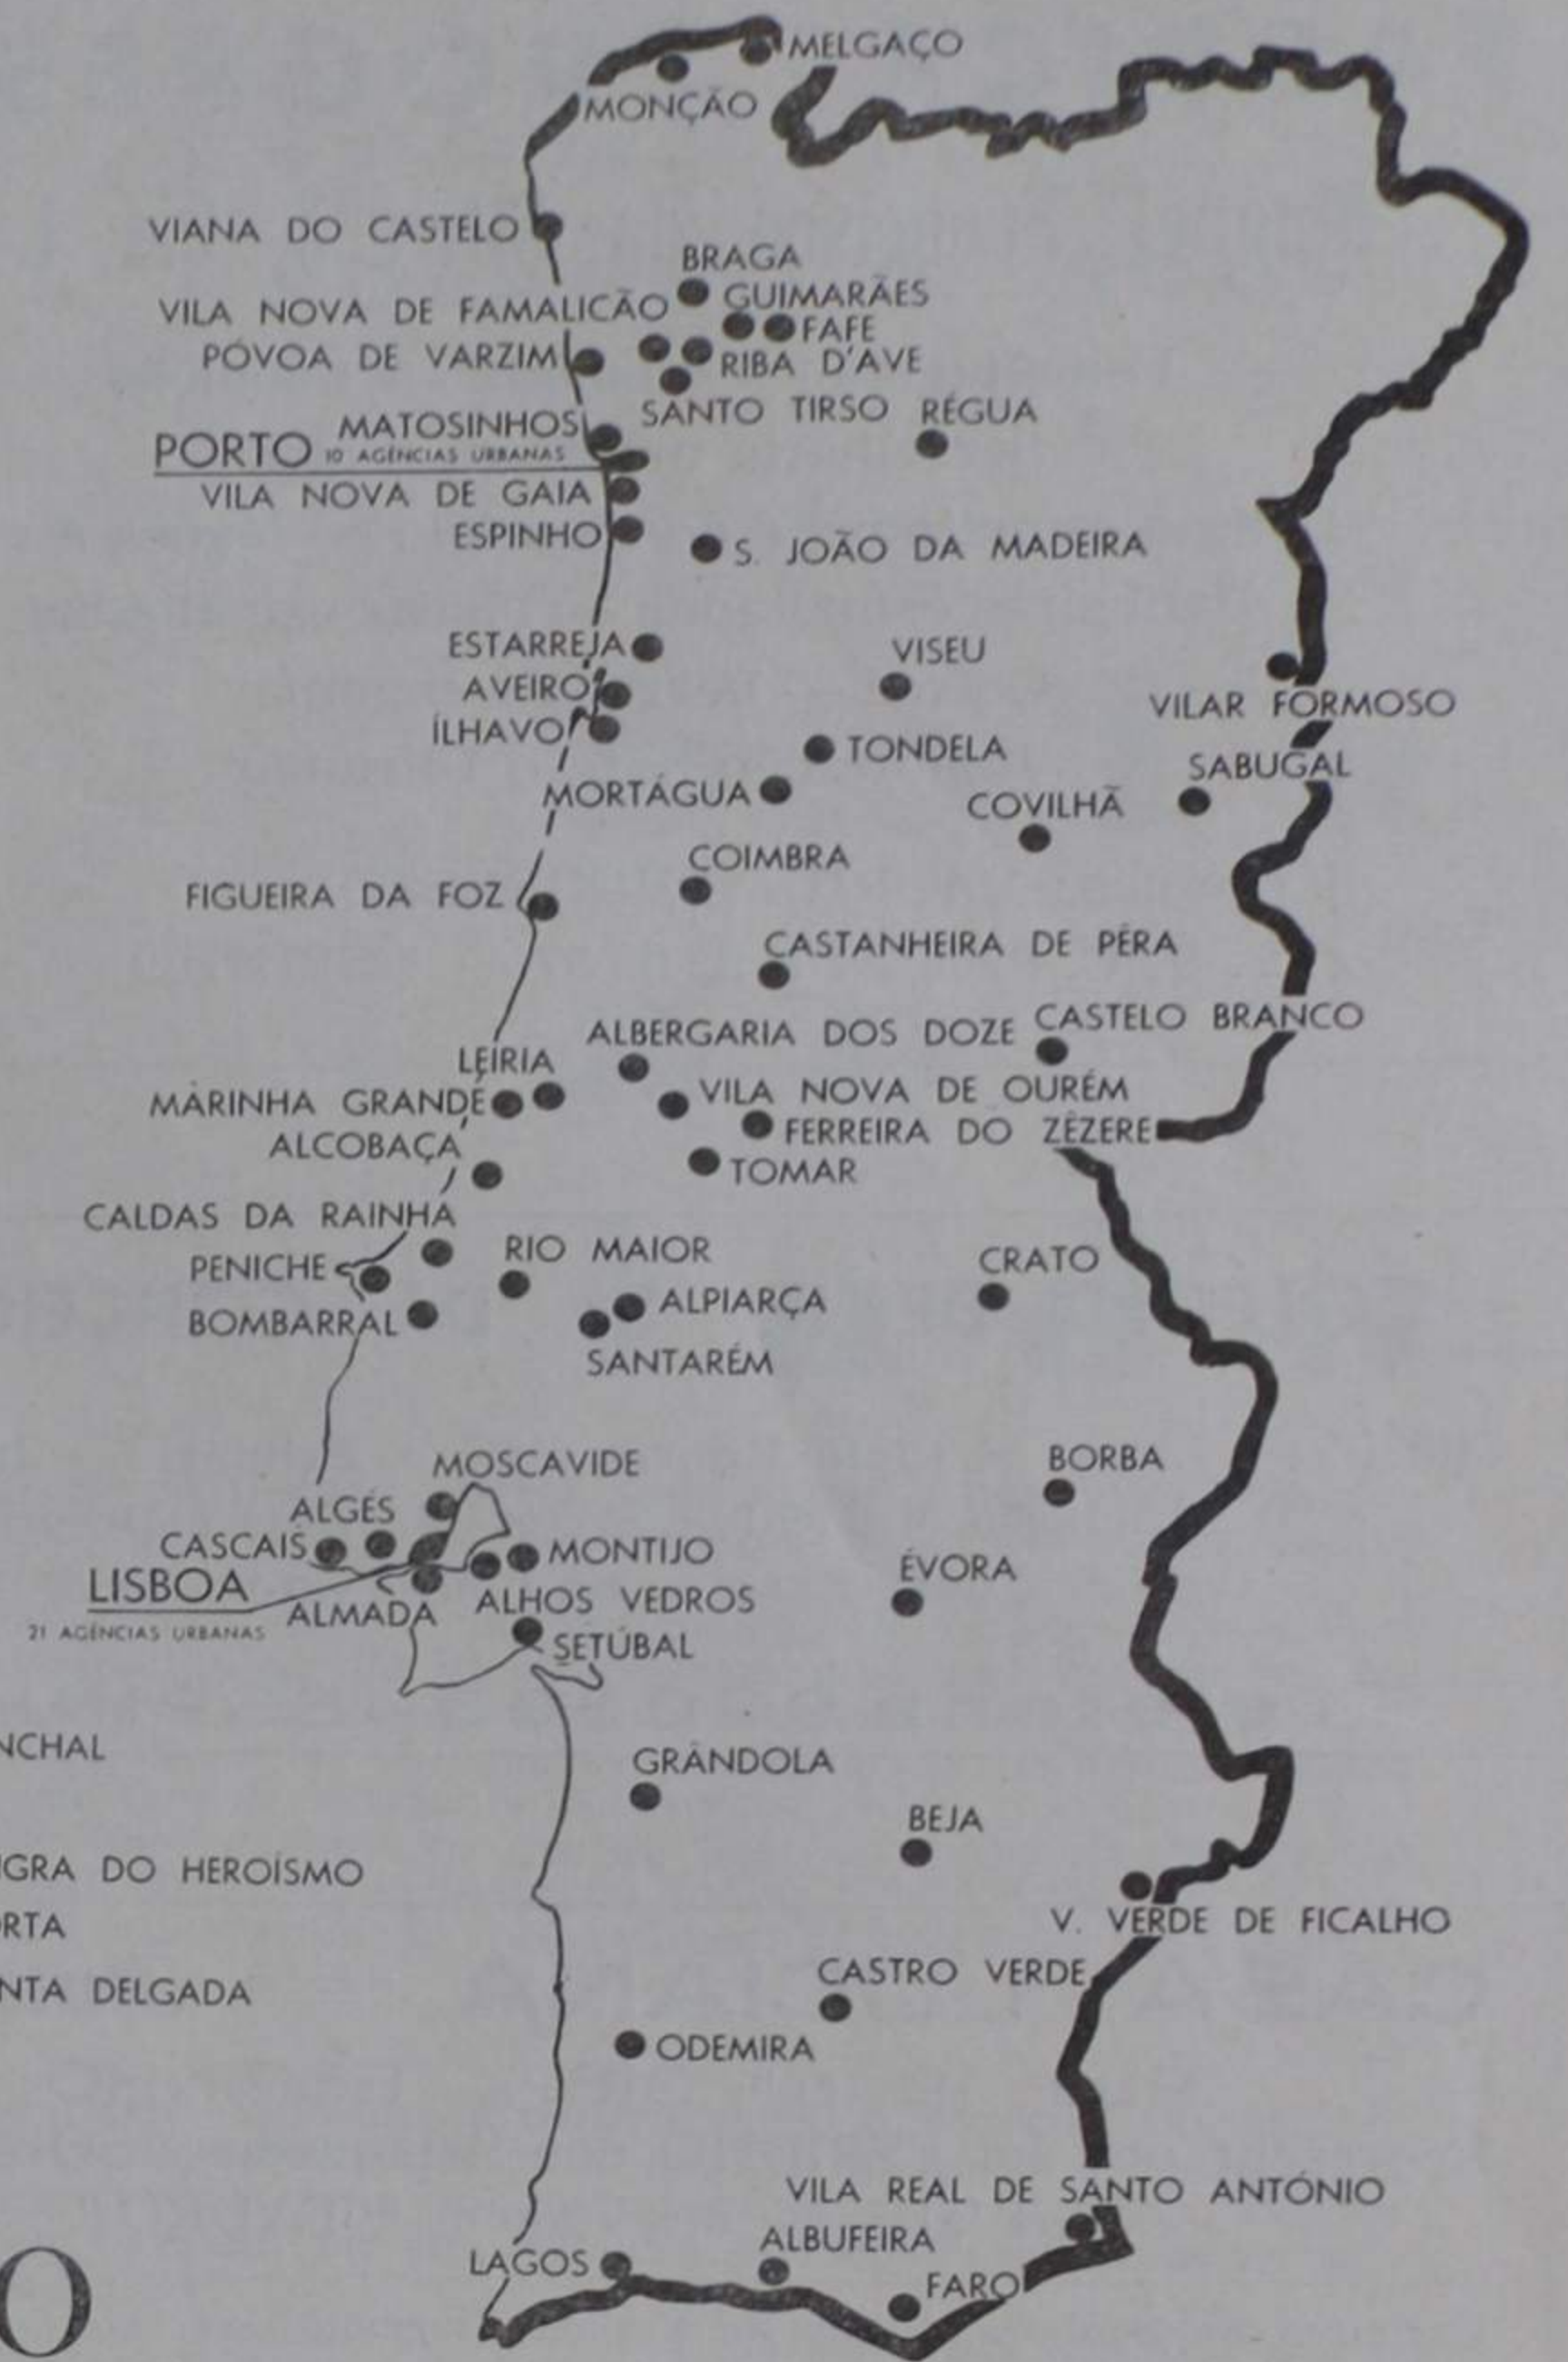 MELGAÇO
MONÇÃO
VIANA DO CASTELO
BRAGA
GUIMARÃES
VILA NOVA DE FAMALICÃO
FAFE
PÓVOA DE VARZIM
RIBA D'AVE
SANTO TIRSO
RÉGUA
MATOSINHOS
PORTO
10 AGÊNCIAS URBANAS
VILA NOVA DE GAIA
ESPINHO
S. JOÃO DA MADEIRA
ESTARREJA
VISEU
AVEIRO
VILAR FORMOSO
ÍLHAVO
TONDELA
SABUGAL
MORTÁGUA
COVILHÃ
COIMBRA
FIGUEIRA DA FOZ
CASTANHEIRA DE PÊRA
CASTELO BRANCO
ALBERGARIA DOS DOZE
LEIRIA
MARINHA GRANDE
VILA NOVA DE OURÉM
FERREIRA DO ZÊZERE
ALCOBAÇA
TOMAR
CALDAS DA RAINHA
RIO MAIOR
CRATO
PENICHE
ALPIARÇA
BOMBARRAL
SANTARÉM
MOSCAVIDE
BORBA
ALGÉS
CASCAIS
MONTIJO
ÉVORA
LISBOA
21 AGÊNCIAS URBANAS
ALMADA
ALHOS VEDROS
SETÚBAL
NCHAL
GRÂNDOLA
BEJA
GRA DO HEROÍSMO
V. VERDE DE FICALHO
RTA
CASTRO VERDE
NTA DELGADA
ODEMIRA
VILA REAL DE SANTO ANTÓNIO
ALBUFEIRA
LAGOS
FARO
O